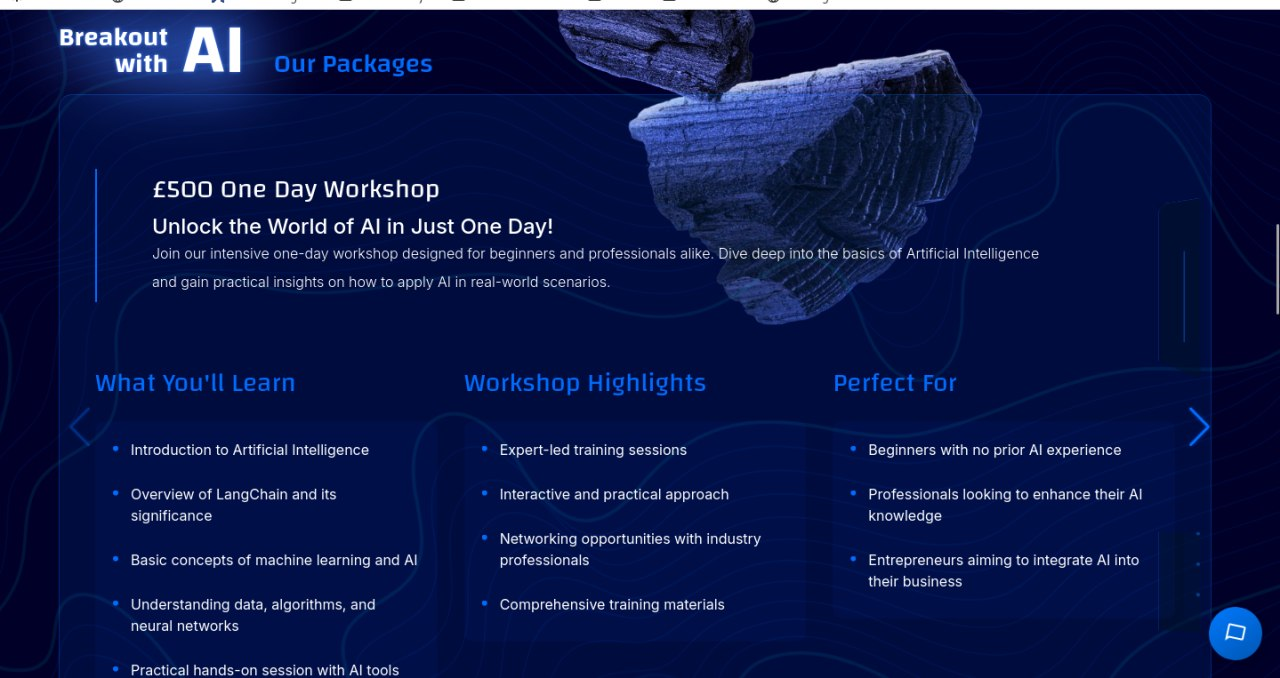 Breakout
with AI
Our Packages
£500 One Day Workshop
Unlock the World of AI in Just One Day!
Join our intensive one-day workshop designed for beginners and professionals alike. Dive deep into the basics of Artificial Intelligence
and gain practical insights on how to apply AI in real-world scenarios.
What You'll Learn
Introduction to Artificial Intelligence
Overview of LangChain and its
significance
Basic concepts of machine learning and AI
Understanding data, algorithms, and
neural networks
Practical hands-on session with AI tools
Workshop Highlights
Expert-led training sessions
Interactive and practical approach
Networking opportunities with industry
professionals
Comprehensive training materials
Perfect For
Beginners with no prior AI experience
Professionals looking to enhance their AI
knowledge
Entrepreneurs aiming to integrate AI into
their business